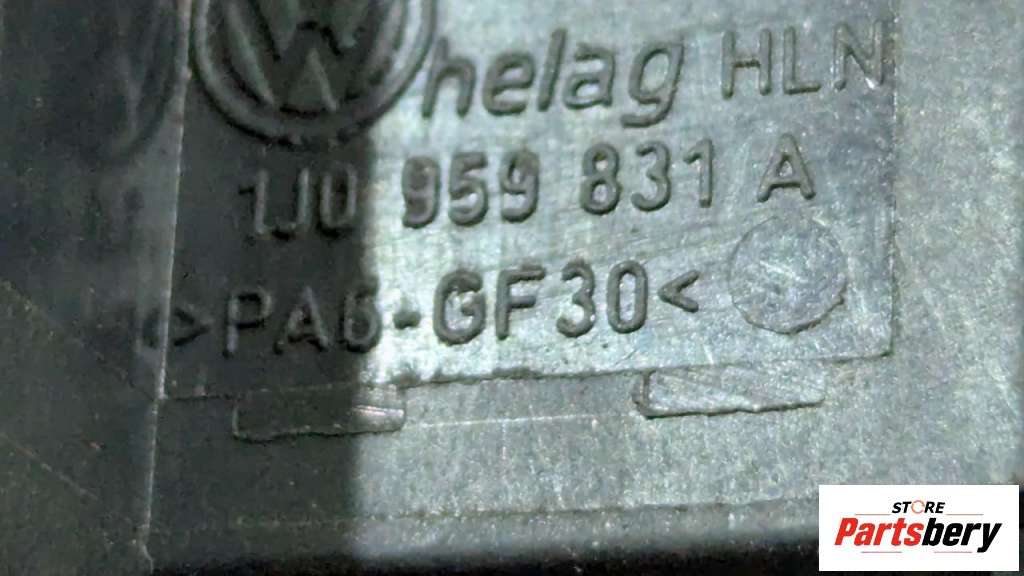 helag HLN
1J0 959 831 A
>PA6-GF30<
STORE
Partsbery